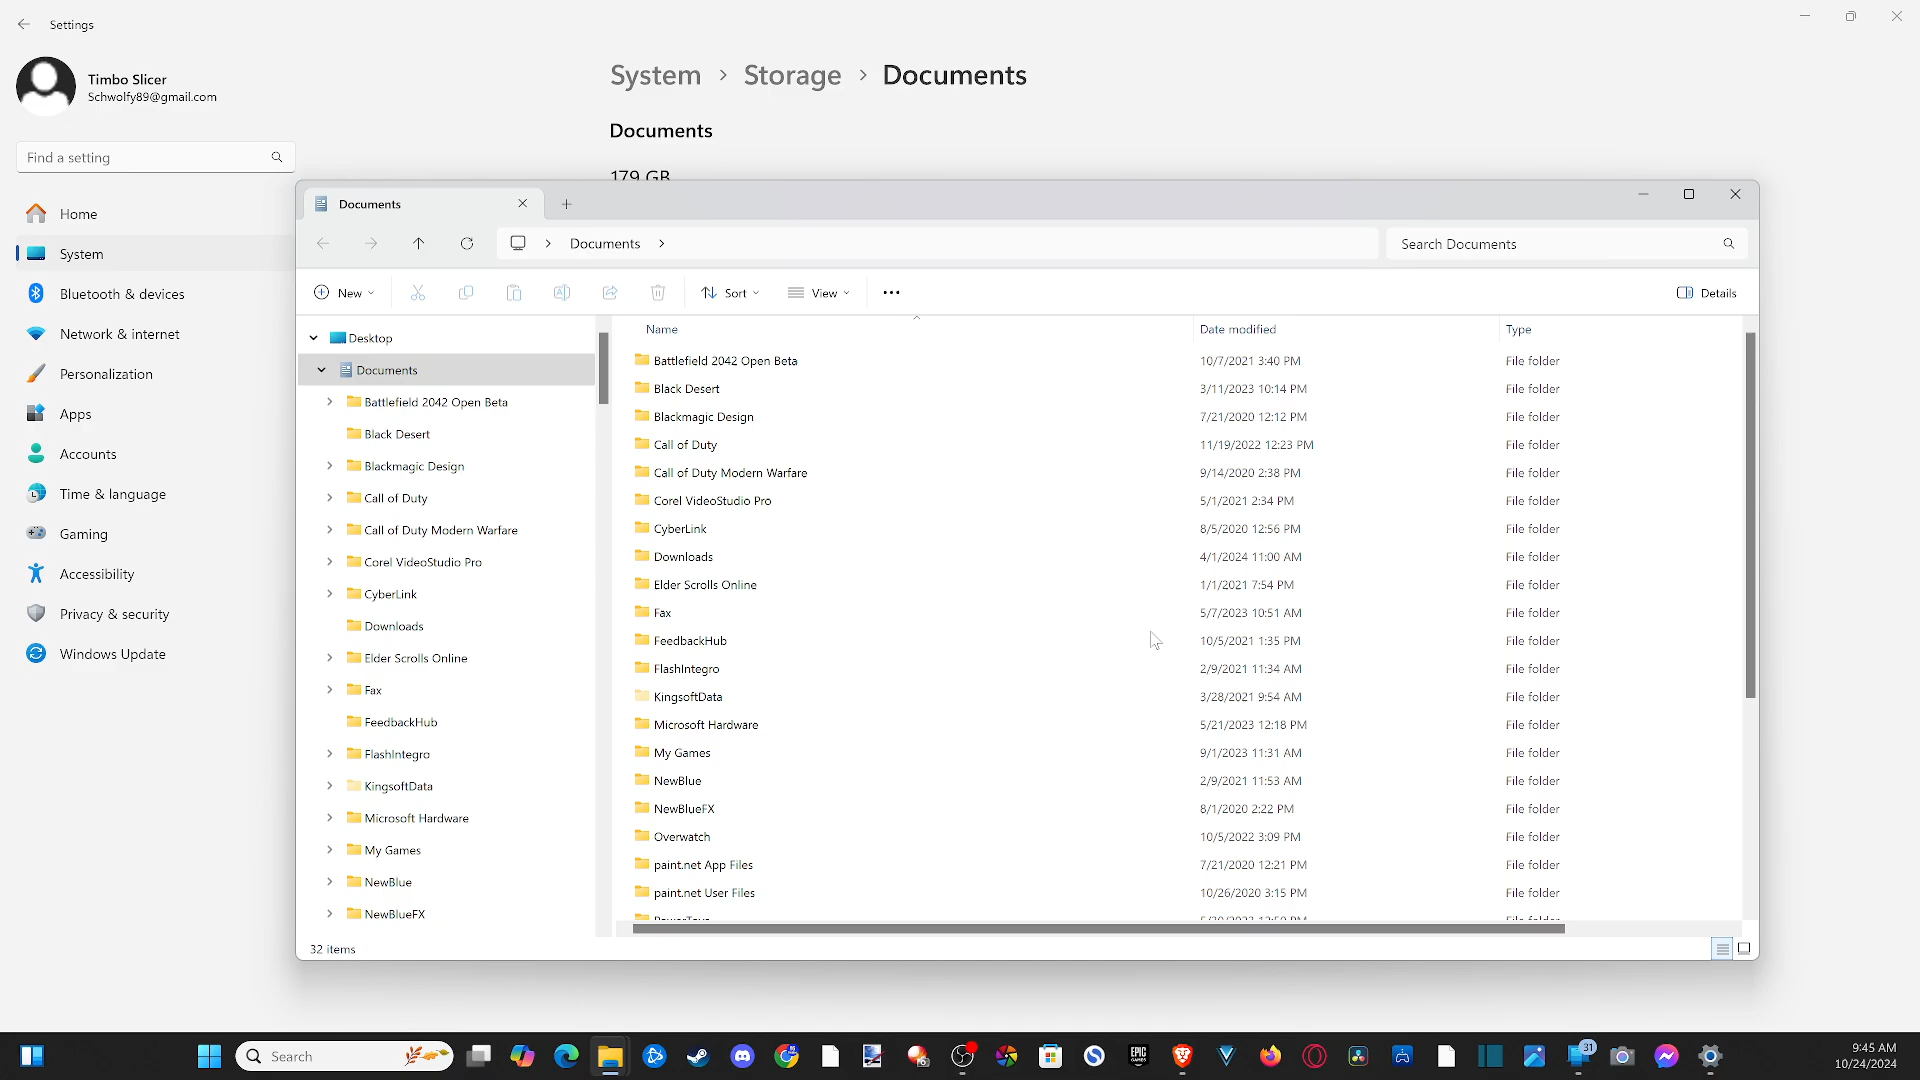 Settings
Timbo Slicer
Schwolfy89@gmail.com
Find a setting
Home
System
Bluetooth & devices
Network & internet
Personalization
Apps
Accounts
Time & language
Gaming
Accessibility
Privacy & security
Windows Update
System > Storage > Documents
Documents
179 GB
Documents
Documents
Search Documents
New
Sort
View
Details
Desktop
Documents
Battlefield 2042 Open Beta
Black Desert
Blackmagic Design
Call of Duty
Call of Duty Modern Warfare
Corel VideoStudio Pro
CyberLink
Downloads
Elder Scrolls Online
Fax
FeedbackHub
FlashIntegro
KingsoftData
Microsoft Hardware
My Games
NewBlue
NewBlueFX
Name Date modified Type
Battlefield 2042 Open Beta 10/7/2021 3:40 PM File folder
Black Desert 3/11/2023 10:14 PM File folder
Blackmagic Design 7/21/2020 12:12 PM File folder
Call of Duty 11/19/2022 12:23 PM File folder
Call of Duty Modern Warfare 9/14/2020 2:38 PM File folder
Corel VideoStudio Pro 5/1/2021 2:34 PM File folder
CyberLink 8/5/2020 12:56 PM File folder
Downloads 4/1/2024 11:00 AM File folder
Elder Scrolls Online 1/1/2021 7:54 PM File folder
Fax 5/7/2023 10:51 AM File folder
FeedbackHub 10/5/2021 1:35 PM File folder
FlashIntegro 2/9/2021 11:34 AM File folder
KingsoftData 3/28/2021 9:54 AM File folder
Microsoft Hardware 5/21/2023 12:18 PM File folder
My Games 9/1/2023 11:31 AM File folder
NewBlue 2/9/2021 11:53 AM File folder
NewBlueFX 8/1/2020 2:22 PM File folder
Overwatch 10/5/2022 3:09 PM File folder
paint.net App Files 7/21/2020 12:21 PM File folder
paint.net User Files 10/26/2020 3:15 PM File folder
32 items
Search
EPIC GAMES
31
9:45 AM
10/24/2024